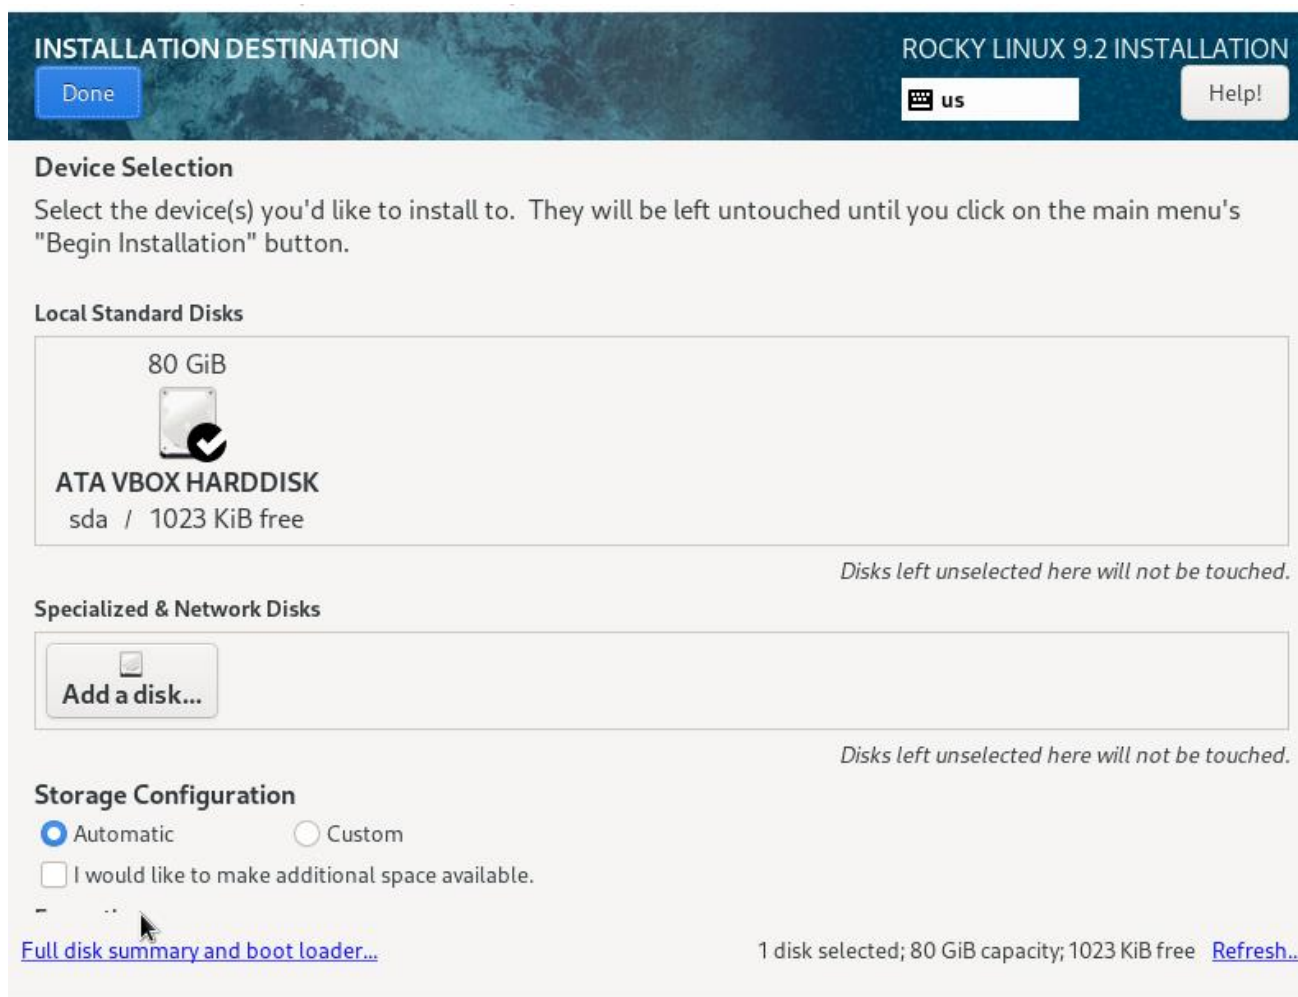 INSTALLATION DESTINATION
ROCKY LINUX 9.2 INSTALLATION
Done
us
Help!
Device Selection
Select the device(s) you'd like to install to. They will be left untouched until you click on the main menu's
"Begin Installation" button.
Local Standard Disks
80 GiB
ATA VBOX HARDDISK
sda / 1023 KiB free
Disks left unselected here will not be touched.
Specialized & Network Disks
Add a disk...
Disks left unselected here will not be touched.
Storage Configuration
Automatic
Custom
I would like to make additional space available.
Full disk summary and boot loader...
1 disk selected; 80 GiB capacity; 1023 KiB free Refresh..